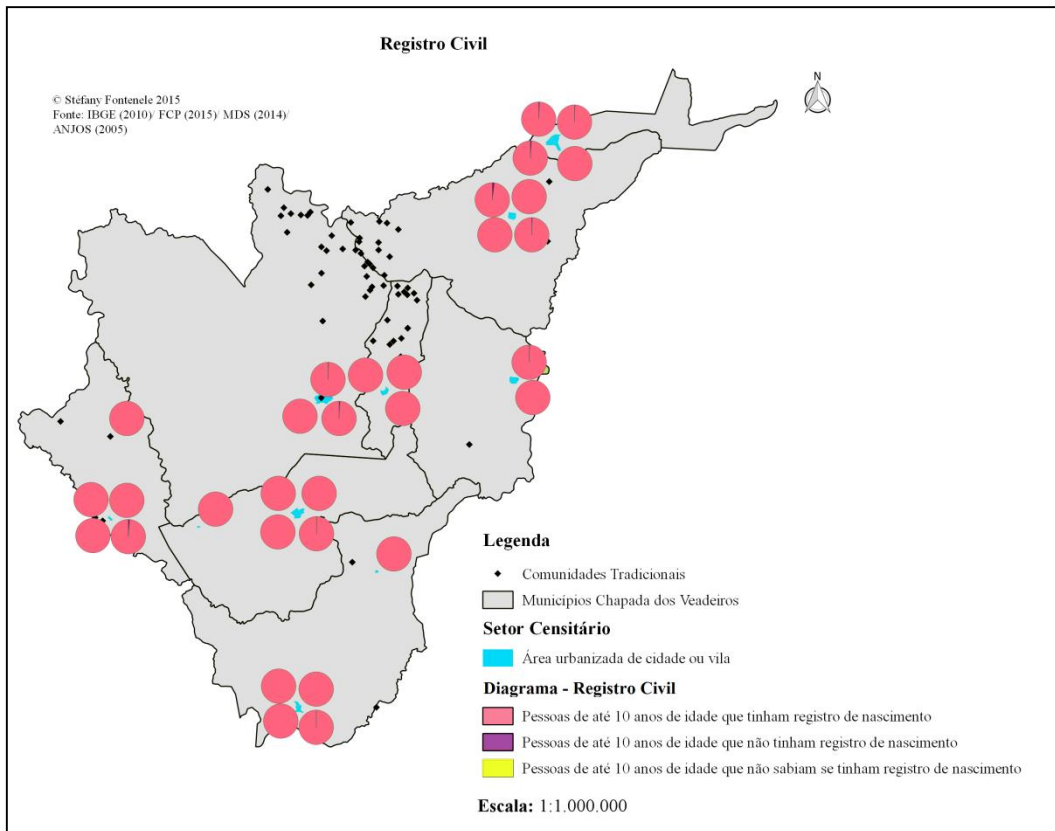 Registro Civil
N
© Stéfany Fontenele 2015
Fonte: IBGE (2010)/ FCP (2015)/ MDS (2014)/
ANJOS (2005)
Legenda
Comunidades Tradicionais
Municípios Chapada dos Veadeiros
Setor Censitário
Área urbanizada de cidade ou vila
Diagrama - Registro Civil
Pessoas de até 10 anos de idade que tinham registro de nascimento
Pessoas de até 10 anos de idade que não tinham registro de nascimento
Pessoas de até 10 anos de idade que não sabiam se tinham registro de nascimento
Escala: 1:1.000.000